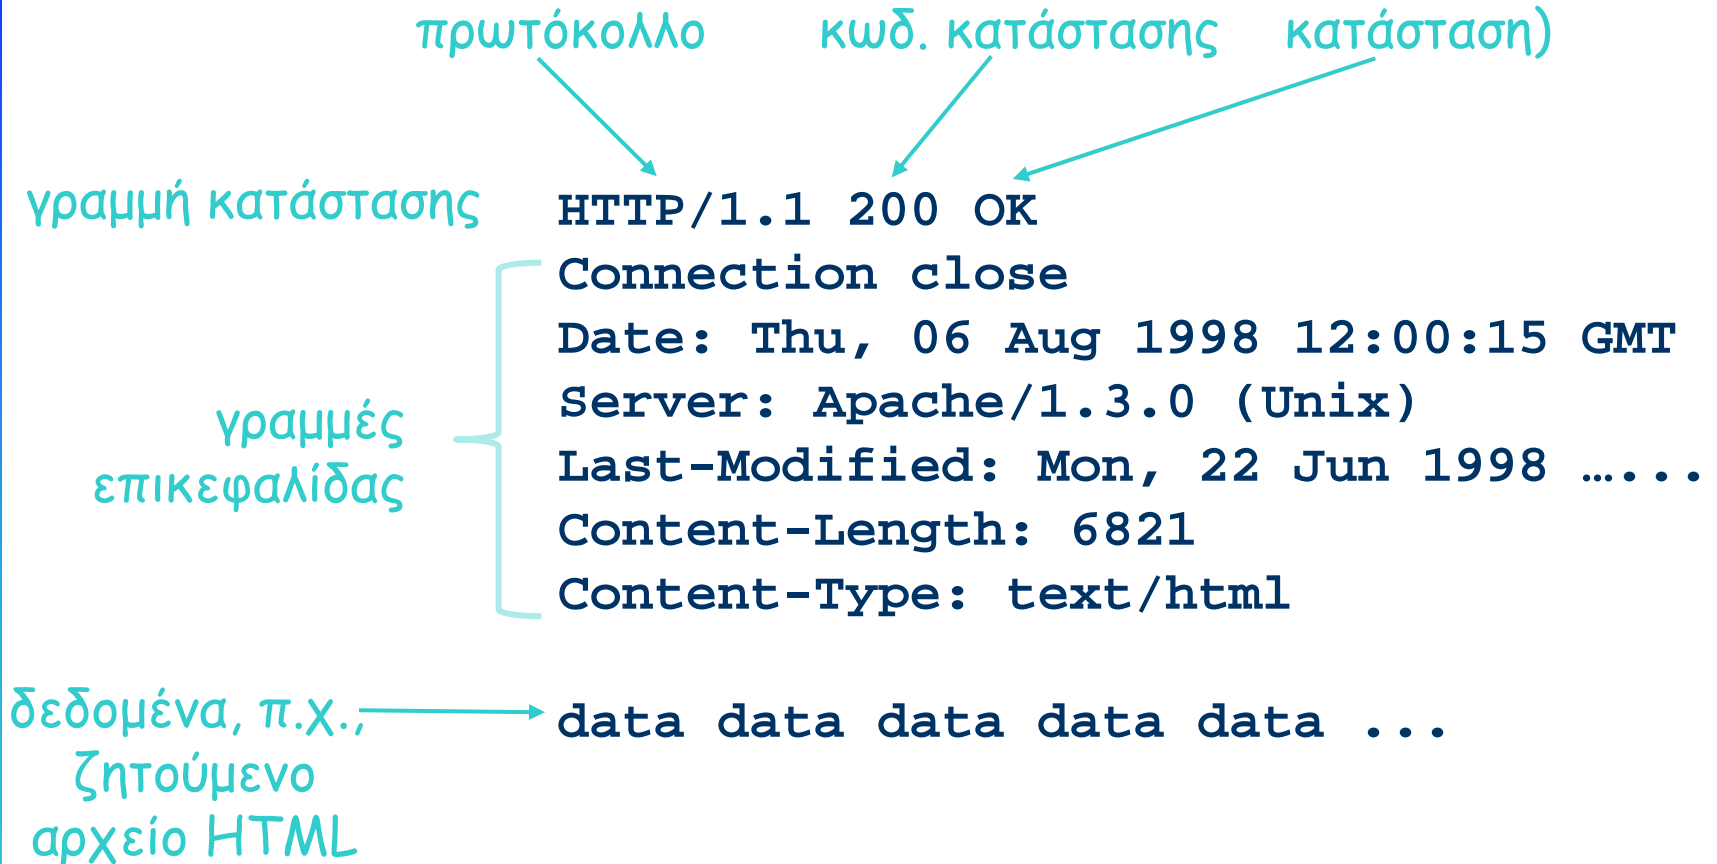 πρωτόκολλο κωδ. κατάστασης κατάσταση)
γραμμή κατάστασης
HTTP/1.1 200 OK
Connection close
Date: Thu, 06 Aug 1998 12:00:15 GMT
Server: Apache/1.3.0 (Unix)
Last-Modified: Mon, 22 Jun 1998 …...
Content-Length: 6821
Content-Type: text/html
γραμμές
επικεφαλίδας
data data data data data ...
δεδομένα, π.χ.,
ζητούμενο
αρχείο HTML